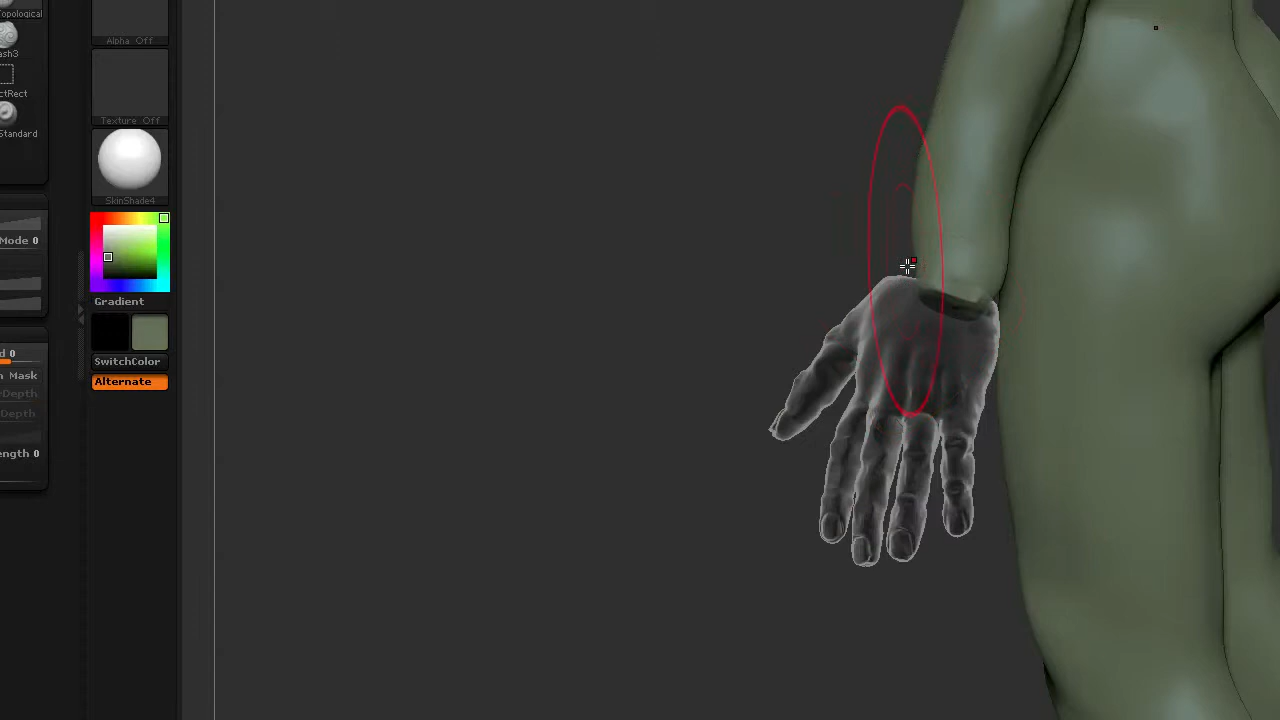 Topological
ash3
ctRect
Standard
Mode 0
d 0
n Mask
Depth
Depth
ength 0
Alpha Off
Texture Off
SkinShade4
Gradient
SwitchColor
Alternate